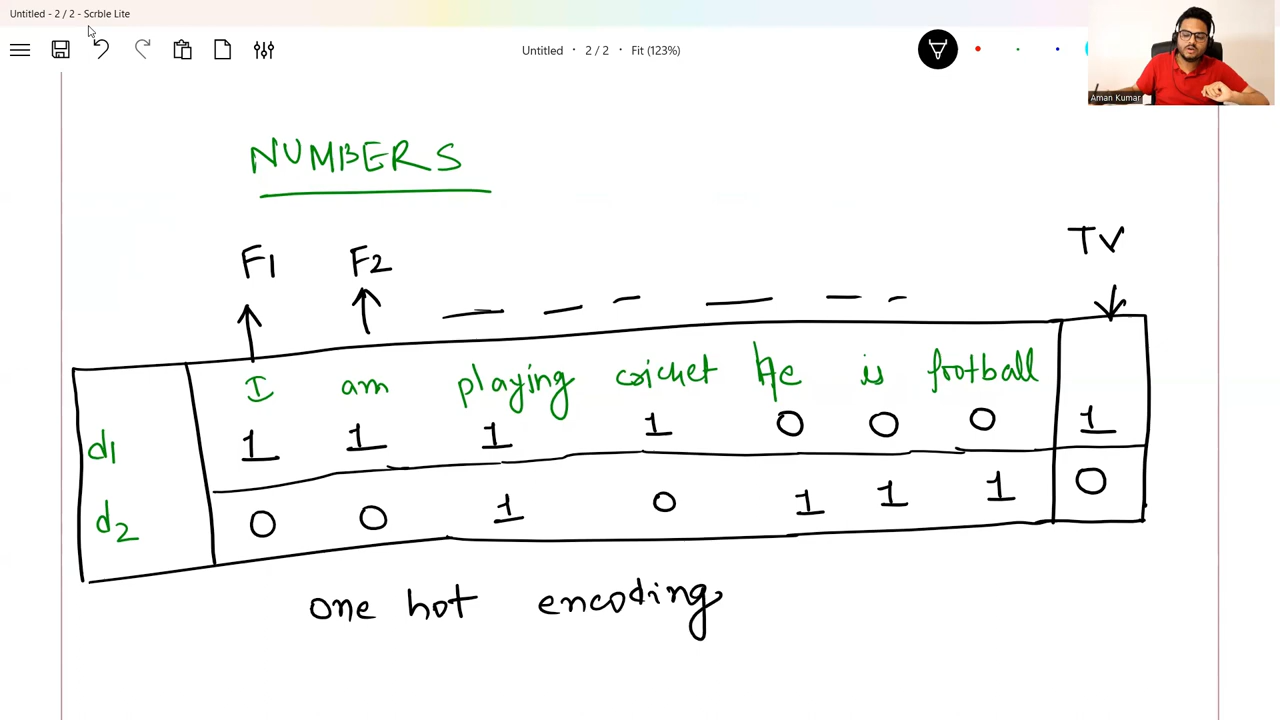 Untitled - 2 / 2 - Scrble Lite
Untitled • 2 / 2 • Fit (123%)
Aman Kumar
NUMBERS
F1 F2 TV
I am playing cricket He is football
d1 1 1 1 1 0 0 0 1
d2 0 0 1 0 1 1 1 0
one hot encoding